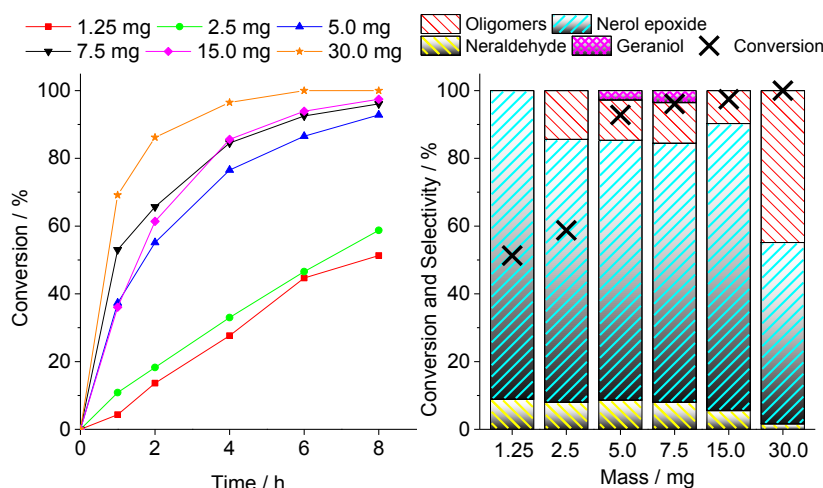 1.25 mg 2.5 mg 5.0 mg
7.5 mg 15.0 mg 30.0 mg
Conversion / %
100
80
60
40
20
0
0 2 4 6 8
Time / h
Oligomers Nerol epoxide
Neraldehyde Geraniol Conversion
Conversion and Selectivity / %
100
80
60
40
20
0
1.25 2.5 5.0 7.5 15.0 30.0
Mass / mg